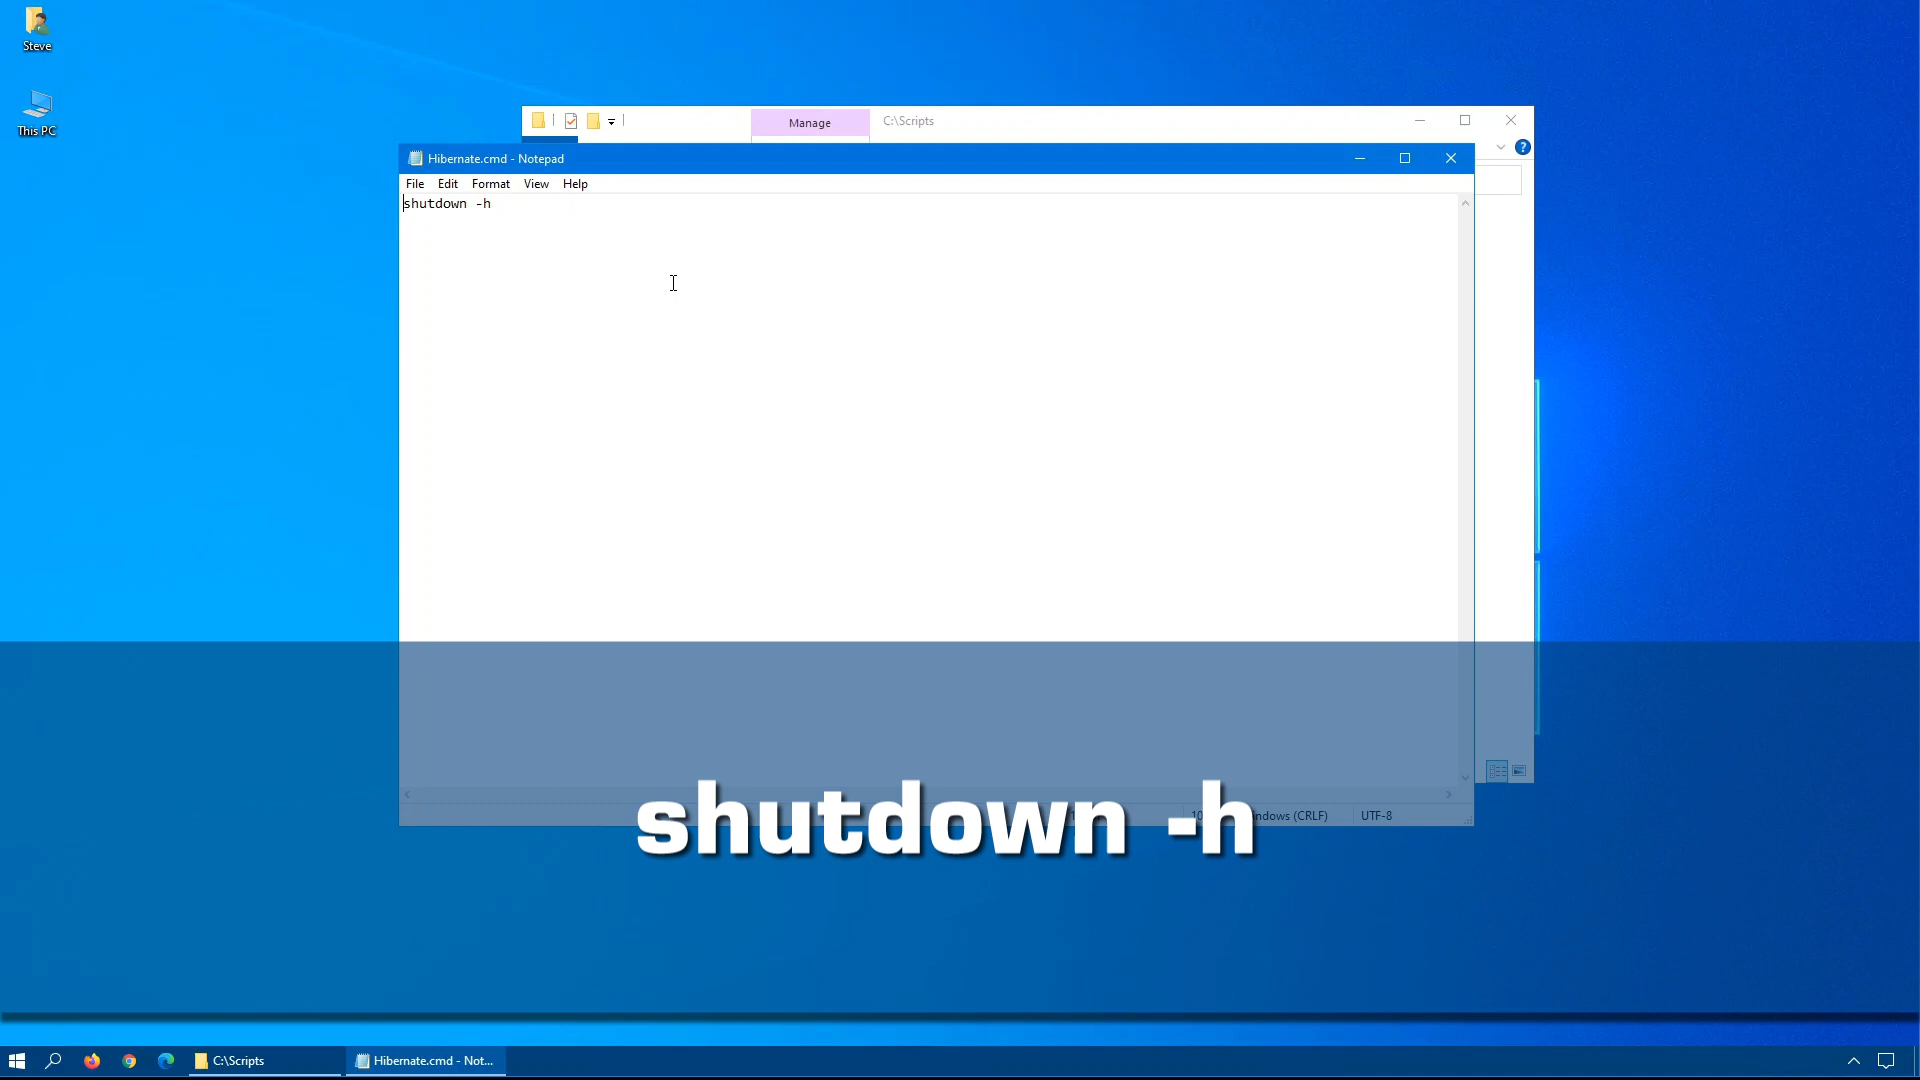 Steve
This PC
Manage
C:\Scripts
Hibernate.cmd - Notepad
File Edit Format View Help
shutdown -h
Windows (CRLF)
UTF-8
shutdown -h
C:\Scripts
Hibernate.cmd - Not...